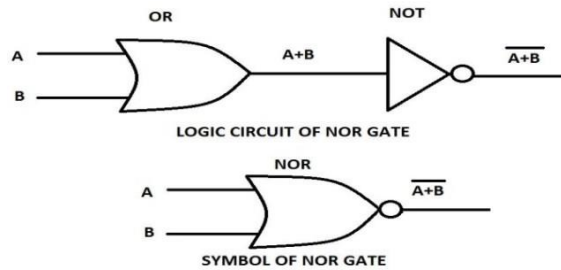 OR NOT
A
A+B
A+B
B
LOGIC CIRCUIT OF NOR GATE
NOR
A
A+B
B
SYMBOL OF NOR GATE